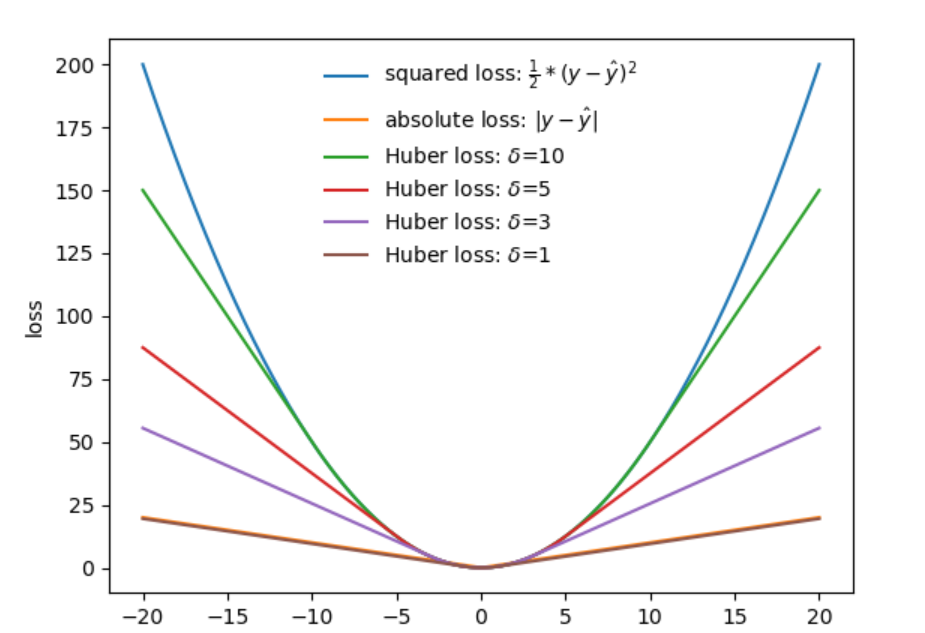 200
175
150
125
100
75
50
25
0
loss
squared loss: ½ * (y − ŷ)²
absolute loss: |y − ŷ|
Huber loss: δ=10
Huber loss: δ=5
Huber loss: δ=3
Huber loss: δ=1
−20 −15 −10 −5 0 5 10 15 20